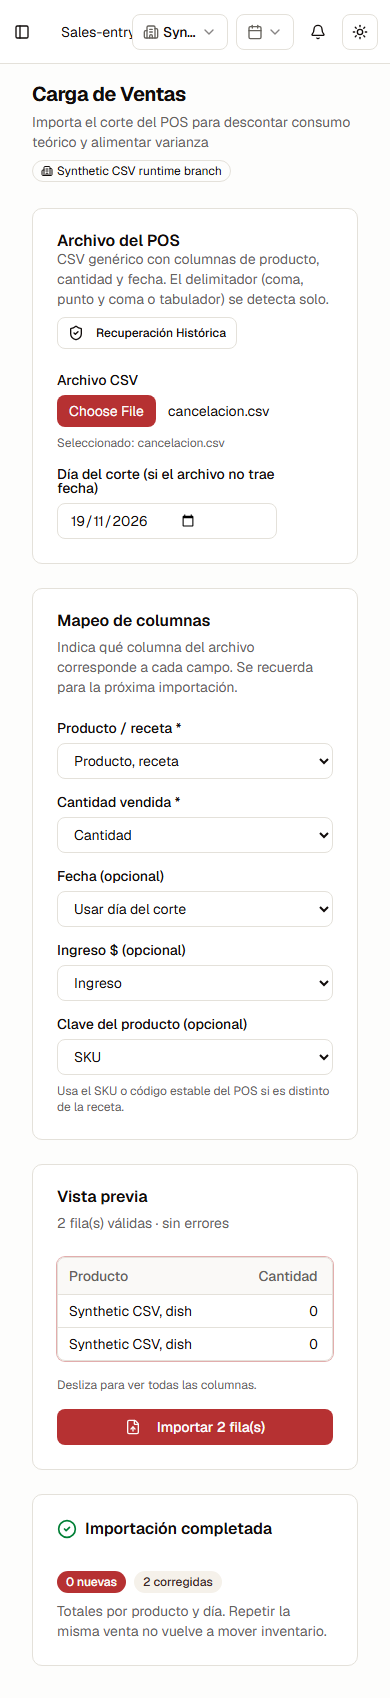 Sales-entry
Syn...
Carga de Ventas
Importa el corte del POS para descontar consumo
teórico y alimentar varianza
Synthetic CSV runtime branch
Archivo del POS
CSV genérico con columnas de producto,
cantidad y fecha. El delimitador (coma,
punto y coma o tabulador) se detecta solo.
Recuperación Histórica
Archivo CSV
Choose File cancelacion.csv
Seleccionado: cancelacion.csv
Día del corte (si el archivo no trae
fecha)
19/11/2026
Mapeo de columnas
Indica qué columna del archivo
corresponde a cada campo. Se recuerda
para la próxima importación.
Producto / receta *
Producto, receta
Cantidad vendida *
Cantidad
Fecha (opcional)
Usar día del corte
Ingreso $ (opcional)
Ingreso
Clave del producto (opcional)
SKU
Usa el SKU o código estable del POS si es distinto
de la receta.
Vista previa
2 fila(s) válidas · sin errores
Producto Cantidad
Synthetic CSV, dish 0
Synthetic CSV, dish 0
Desliza para ver todas las columnas.
Importar 2 fila(s)
Importación completada
0 nuevas 2 corregidas
Totales por producto y día. Repetir la
misma venta no vuelve a mover inventario.